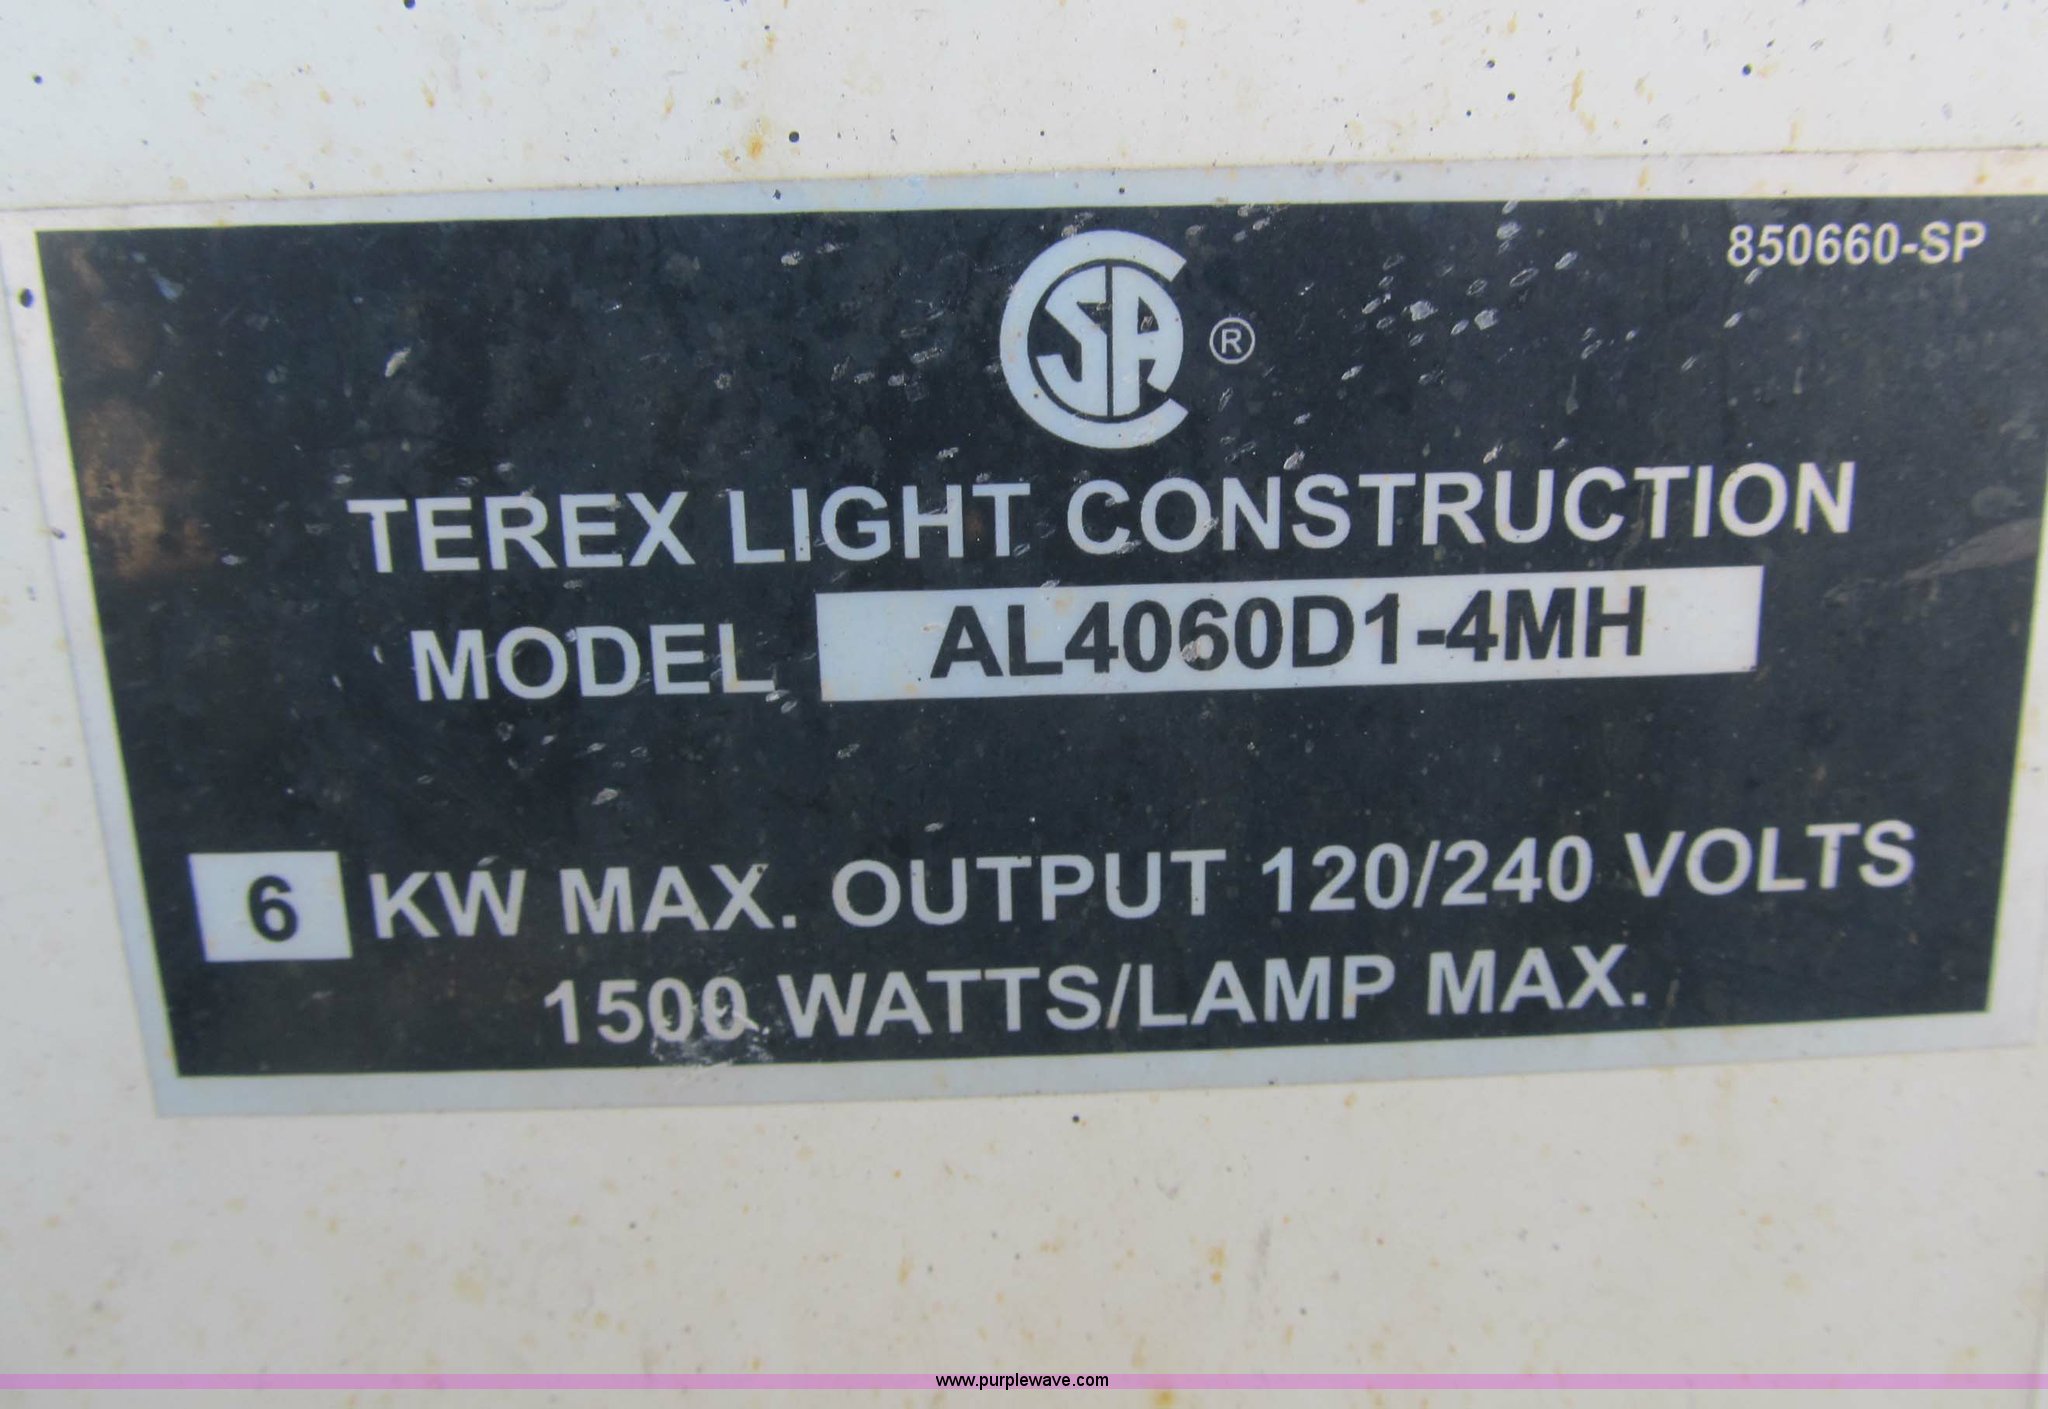 850660-SP
CSA ®
TEREX LIGHT CONSTRUCTION
MODEL AL4060D1-4MH
6 KW MAX. OUTPUT 120/240 VOLTS
1500 WATTS/LAMP MAX.
www.purplewave.com